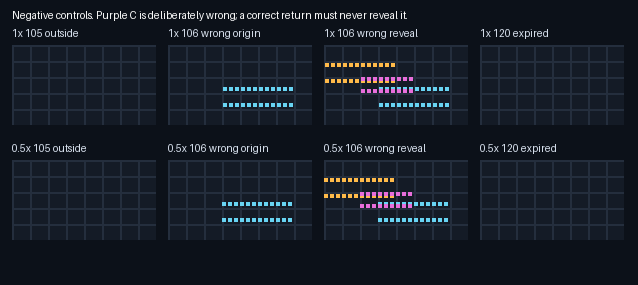 Negative controls. Purple C is deliberately wrong; a correct return must never reveal it.
1x 105 outside
1x 106 wrong origin
1x 106 wrong reveal
1x 120 expired
0.5x 105 outside
0.5x 106 wrong origin
0.5x 106 wrong reveal
0.5x 120 expired